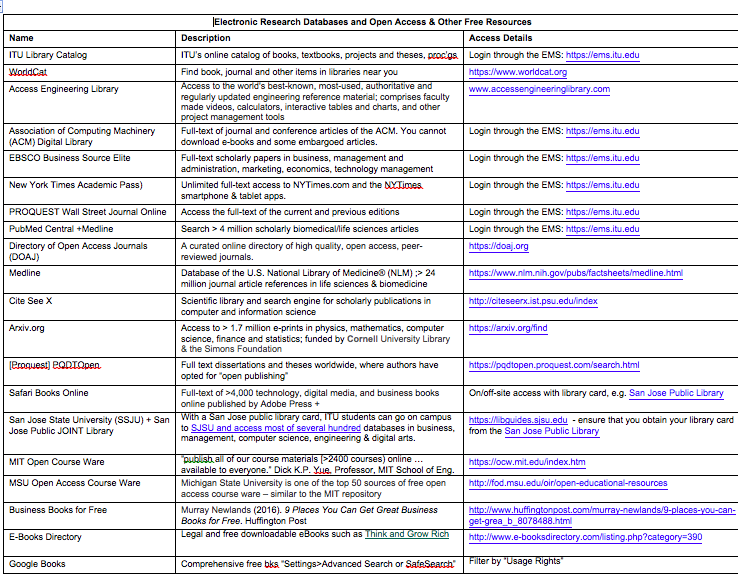 Electronic Research Databases and Open Access & Other Free Resources
Name Description Access Details
ITU Library Catalog ITU's online catalog of books, textbooks, projects and theses, proc'gs. Login through the EMS: https://ems.itu.edu
WorldCat Find book, journal and other items in libraries near you https://www.worldcat.org
Access Engineering Library Access to the world's best-known, most-used, authoritative and www.accessengineeringlibrary.com
regularly updated engineering reference material; comprises faculty
made videos, calculators, interactive tables and charts, and other
project management tools
Association of Computing Machinery Full-text of journal and conference articles of the ACM. You cannot Login through the EMS: https://ems.itu.edu
(ACM) Digital Library download e-books and some embargoed articles.
EBSCO Business Source Elite Full-text scholarly papers in business, management and Login through the EMS: https://ems.itu.edu
administration, marketing, economics, technology management
New York Times Academic Pass) Unlimited full-text access to NYTimes.com and the NYTimes Login through the EMS: https://ems.itu.edu
smartphone & tablet apps.
PROQUEST Wall Street Journal Online Access the full-text of the current and previous editions Login through the EMS: https://ems.itu.edu
PubMed Central +Medline Search > 4 million scholarly biomedical/life sciences articles Login through the EMS: https://ems.itu.edu
Directory of Open Access Journals A curated online directory of high quality, open access, peer- https://doaj.org
(DOAJ) reviewed journals.
Medline Database of the U.S. National Library of Medicine® (NLM) ;> 24 https://www.nlm.nih.gov/pubs/factsheets/medline.html
million journal article references in life sciences & biomedicine
Cite See X Scientific library and search engine for scholarly publications in http://citeseerx.ist.psu.edu/index
computer and information science
Arxiv.org Access to > 1.7 million e-prints in physics, mathematics, computer https://arxiv.org/find
science, finance and statistics; funded by Cornell University Library
& the Simons Foundation
[Proquest] PQDTOpen Full text dissertations and theses worldwide, where authors have https://pqdtopen.proquest.com/search.html
opted for "open publishing"
Safari Books Online Full-text of >4,000 technology, digital media, and business books On/off-site access with library card, e.g. San Jose Public Library
online published by Adobe Press +
San Jose State University (SSJU) + San With a San Jose public library card, ITU students can go on campus https://libguides.sjsu.edu - ensure that you obtain your library card
Jose Public JOINT Library to SJSU and access most of several hundred databases in business, from the San Jose Public Library
management, computer science, engineering & digital arts.
MIT Open Course Ware "publish all of our course materials [>2400 courses) online … https://ocw.mit.edu/index.htm
available to everyone." Dick K.P. Yue, Professor, MIT School of Eng.
MSU Open Access Course Ware Michigan State University is one of the top 50 sources of free http://fod.msu.edu/oir/open-educational-resources
open access course ware – similar to the MIT repository
Business Books for Free Murray Newlands (2016). 9 Places You Can Get Great Business http://www.huffingtonpost.com/murray-newlands/9-places-you-can-
Books for Free. Huffington Post get-grea_b_8078488.html
E-Books Directory Legal and free downloadable eBooks such as Think and Grow Rich http://www.e-booksdirectory.com/listing.php?category=390
Google Books Comprehensive free bks "Settings>Advanced Search or SafeSearch" Filter by "Usage Rights"